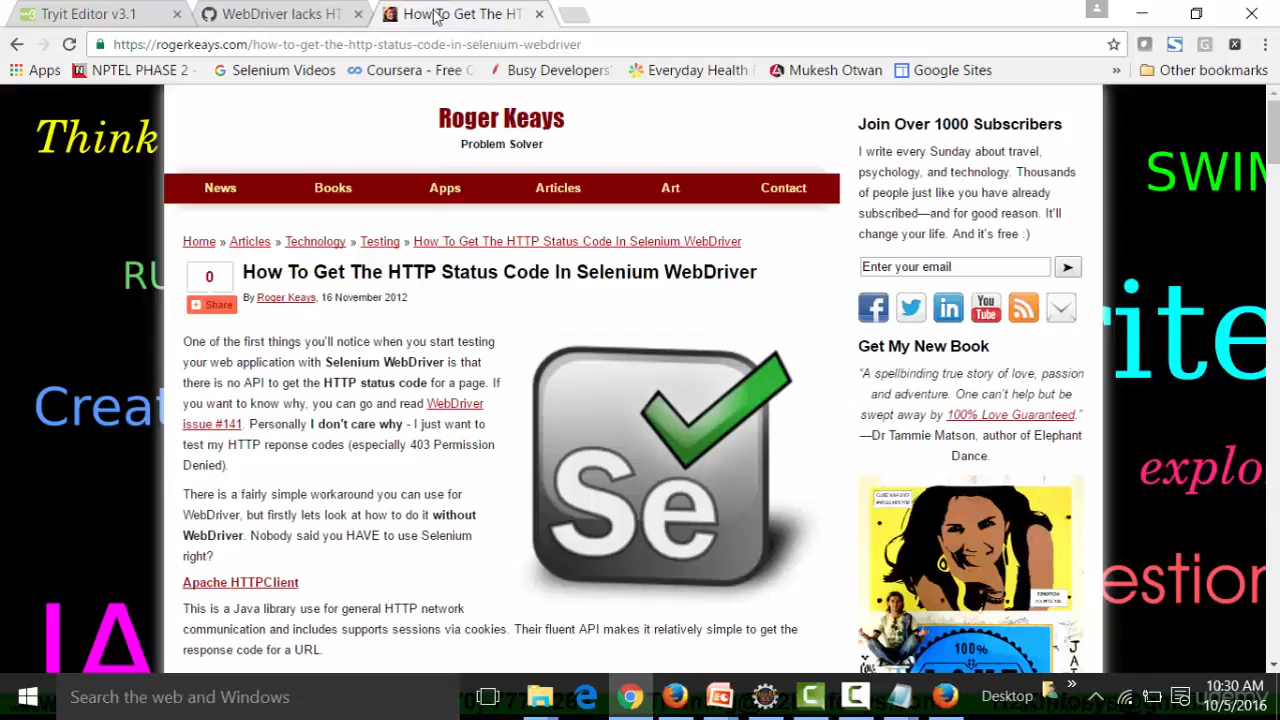 Tryit Editor v3.1
WebDriver lacks HT
How To Get The HT
https://rogerkeays.com/how-to-get-the-http-status-code-in-selenium-webdriver
Apps
NPTEL PHASE 2 -
Selenium Videos
Coursera - Free C
Busy Developers'
Everyday Health
Mukesh Otwan
Google Sites
»
Other bookmarks
Think
RU
Creat
IA
Roger Keays
Problem Solver
News Books Apps Articles Art Contact
Home » Articles » Technology » Testing » How To Get The HTTP Status Code In Selenium WebDriver
0
Share
How To Get The HTTP Status Code In Selenium WebDriver
By Roger Keays, 16 November 2012
One of the first things you'll notice when you start testing
your web application with Selenium WebDriver is that
there is no API to get the HTTP status code for a page. If
you want to know why, you can go and read WebDriver
issue #141. Personally I don't care why - I just want to
test my HTTP reponse codes (especially 403 Permission
Denied).
There is a fairly simple workaround you can use for
WebDriver, but firstly lets look at how to do it without
WebDriver. Nobody said you HAVE to use Selenium
right?
Apache HTTPClient
This is a Java library use for general HTTP network
communication and includes supports sessions via cookies. Their fluent API makes it relatively simple to get the
response code for a URL.
Se
Join Over 1000 Subscribers
I write every Sunday about travel,
psychology, and technology. Thousands
of people just like you have already
subscribed—and for good reason. It'll
change your life. And it's free :)
Enter your email
You
Tube
Get My New Book
“A spellbinding true story of love, passion
and adventure. One can't help but be
swept away by 100% Love Guaranteed.”
—Dr Tammie Matson, author of Elephant
Dance.
100%
SWIM
rite
explo
estion
Search the web and Windows
Desktop
»
10:30 AM
10/5/2016
udemy